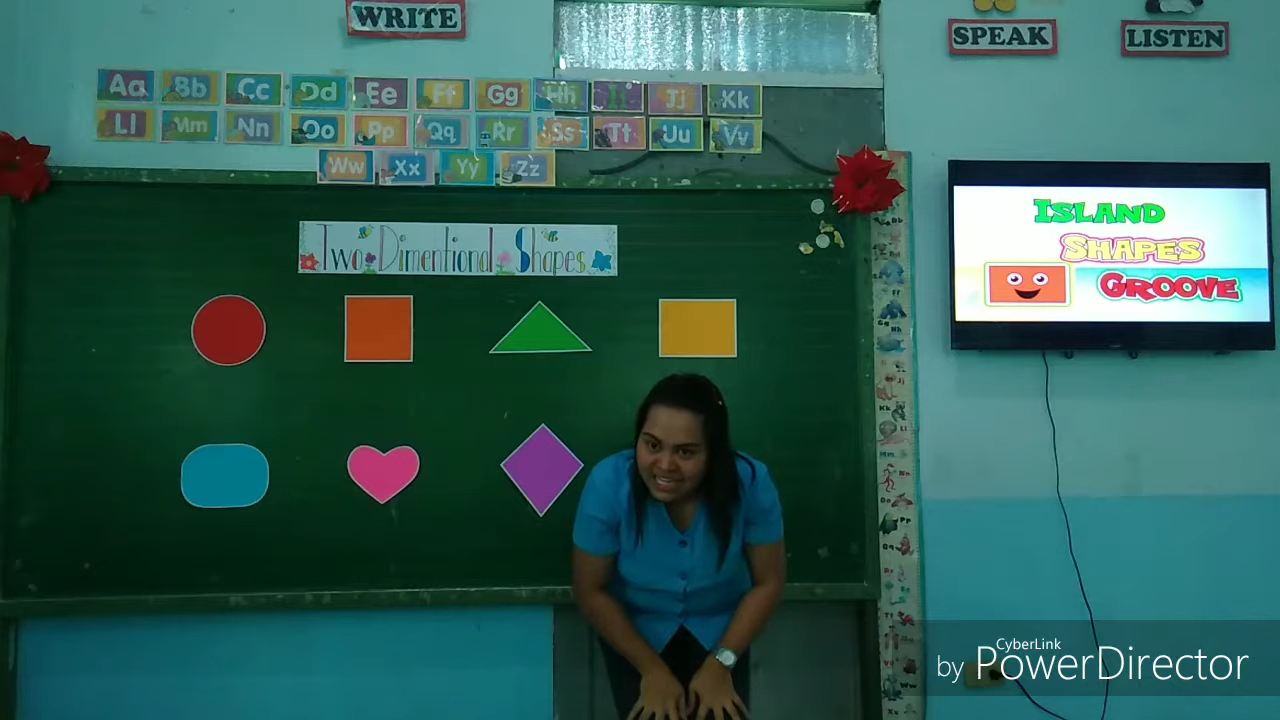 WRITE
SPEAK
LISTEN
Aa Bb Cc Dd Ee Ff Gg Hh Ii Jj Kk
Ll Mm Nn Oo Pp Qq Rr Ss Tt Uu Vv
Ww Xx Yy Zz
Two Dimentional Shapes
ISLAND
SHAPES
GROOVE
CyberLink
by PowerDirector